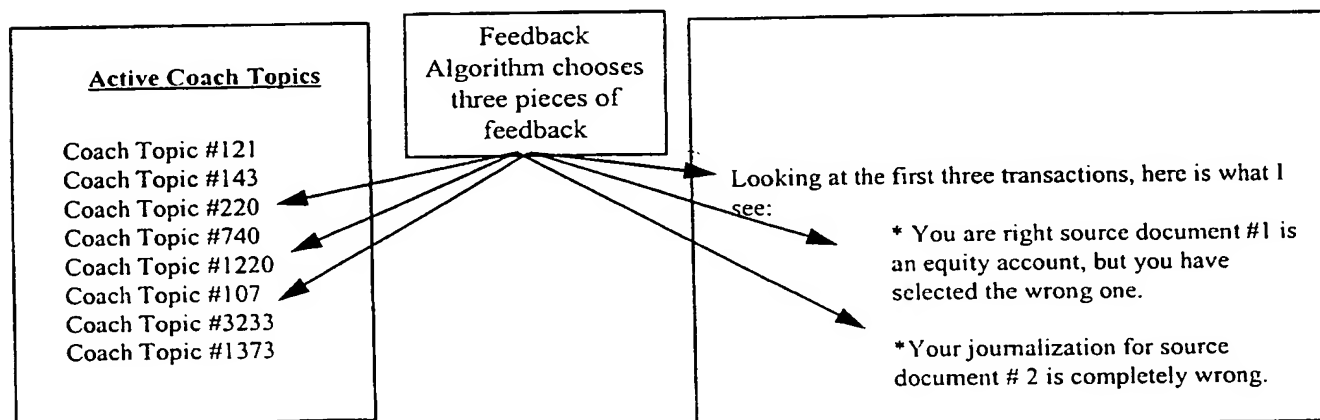 Active Coach Topics
Coach Topic #121
Coach Topic #143
Coach Topic #220
Coach Topic #740
Coach Topic #1220
Coach Topic #107
Coach Topic #3233
Coach Topic #1373
Feedback
Algorithm chooses
three pieces of
feedback
Looking at the first three transactions, here is what I
see:
* You are right source document #1 is
an equity account, but you have
selected the wrong one.
*Your journalization for source
document # 2 is completely wrong.